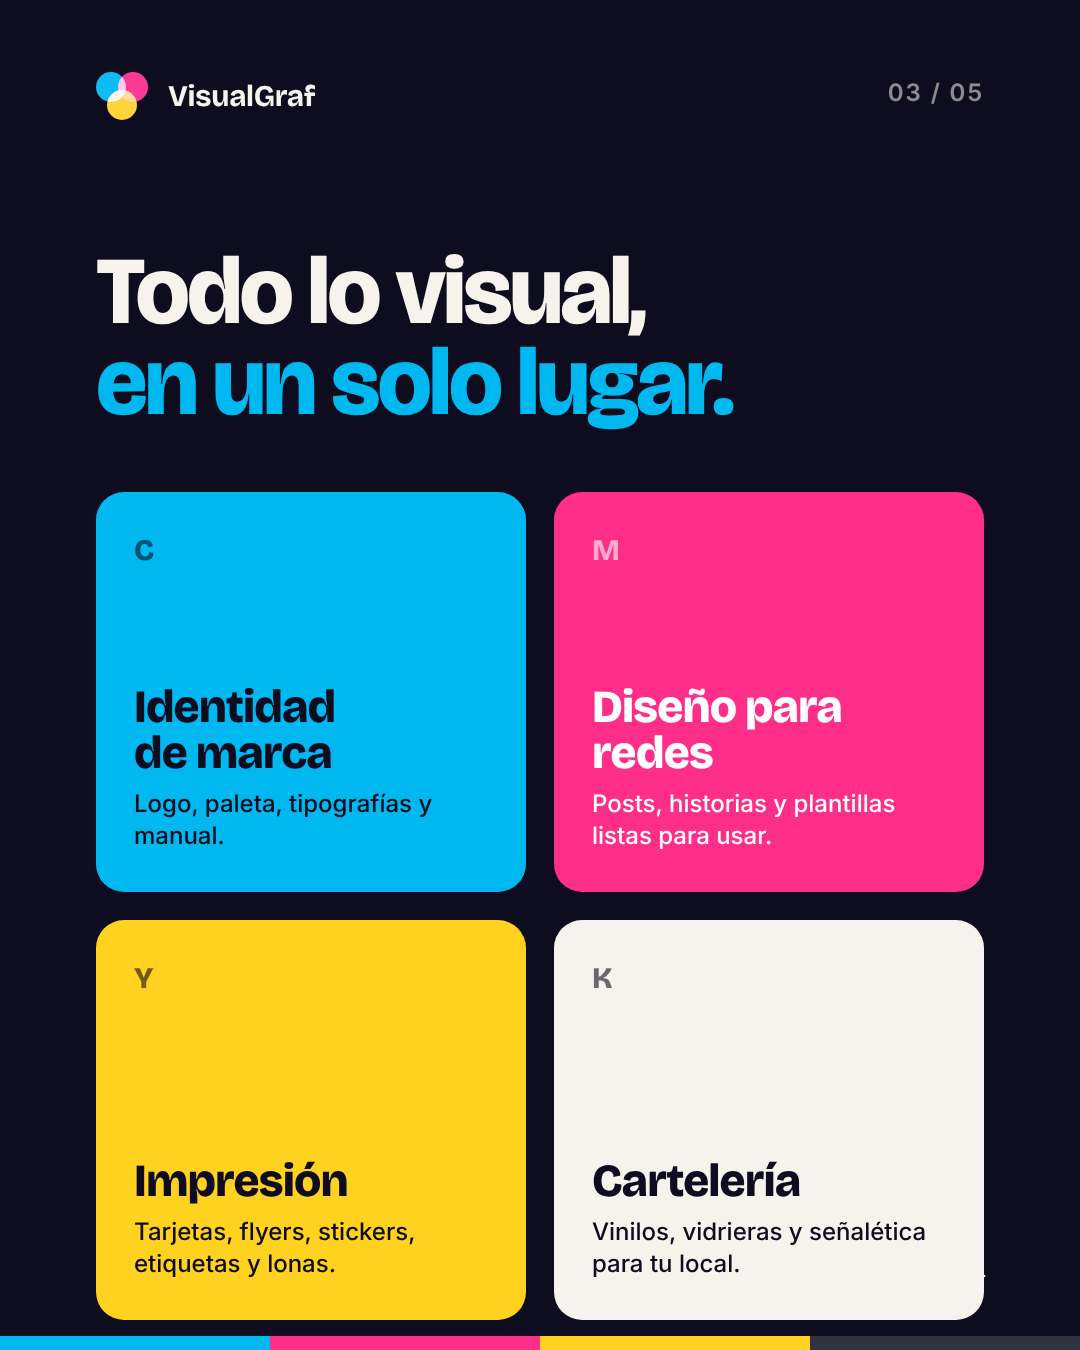 VisualGraf
03 / 05
Todo lo visual,
en un solo lugar.
C
Identidad
de marca
Logo, paleta, tipografías y
manual.
M
Diseño para
redes
Posts, historias y plantillas
listas para usar.
Y
Impresión
Tarjetas, flyers, stickers,
etiquetas y lonas.
K
Cartelería
Vinilos, vidrieras y señalética
para tu local.